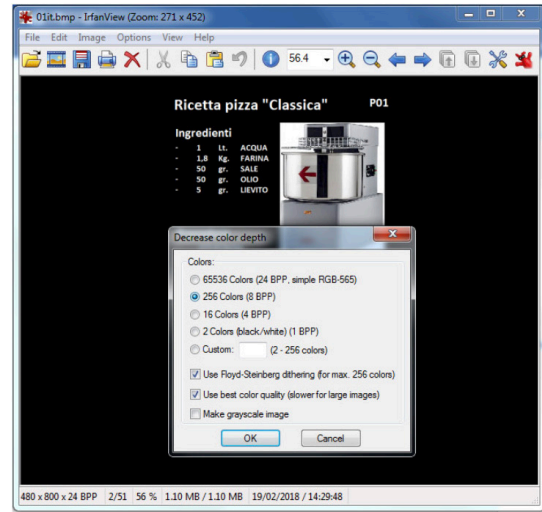 01it.bmp - IrfanView (Zoom: 271 x 452)
File Edit Image Options View Help
56.4
Ricetta pizza "Classica" P01
Ingredienti
- 1 Lt. ACQUA
- 1,8 Kg. FARINA
- 50 gr. SALE
- 50 gr. OLIO
- 5 gr. LIEVITO
Decrease color depth
Colors:
65536 Colors (24 BPP, simple RGB-565)
256 Colors (8 BPP)
16 Colors (4 BPP)
2 Colors (black/white) (1 BPP)
Custom: (2 - 256 colors)
Use Floyd-Steinberg dithering (for max. 256 colors)
Use best color quality (slower for large images)
Make grayscale image
OK Cancel
480 x 800 x 24 BPP 2/51 56 % 1.10 MB / 1.10 MB 19/02/2018 / 14:29:48